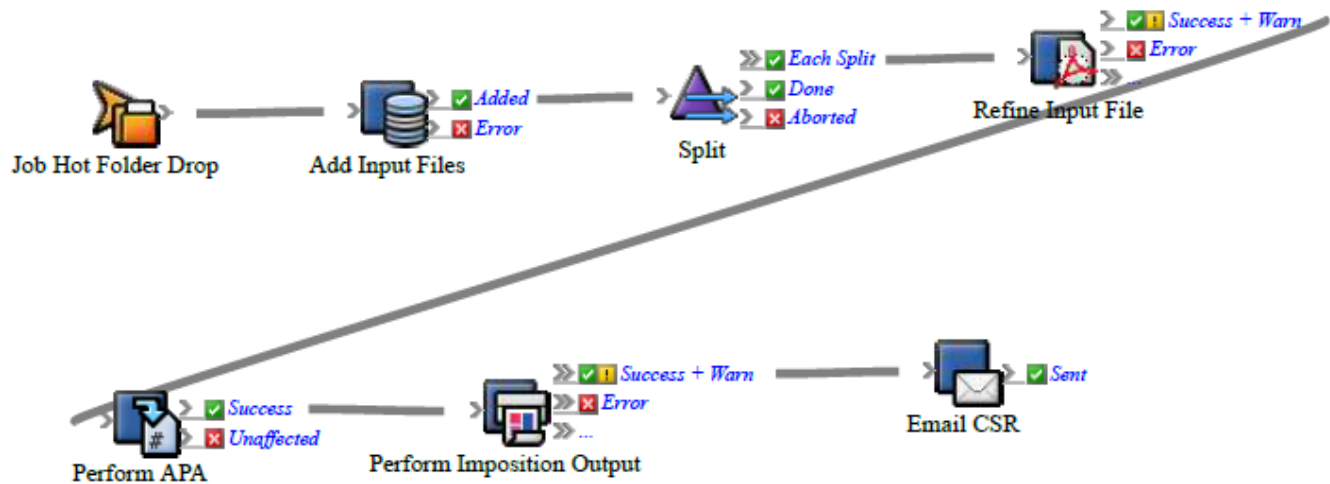 Success + Warn
Error
...
Refine Input File
Each Split
Done
Aborted
Split
Added
Error
Add Input Files
Job Hot Folder Drop
Success
Unaffected
#
Perform APA
Success + Warn
Error
...
Perform Imposition Output
Sent
Email CSR